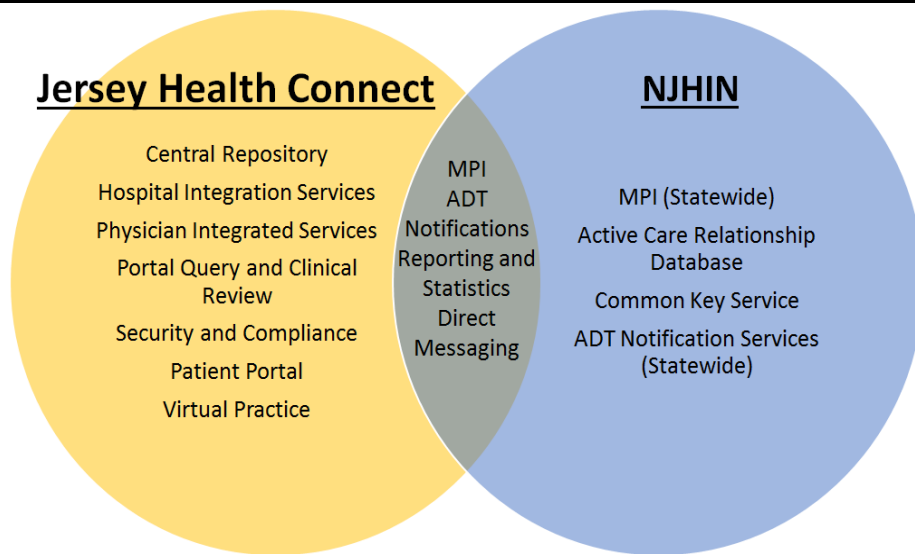 Jersey Health Connect
Central Repository
Hospital Integration Services
Physician Integrated Services
Portal Query and Clinical
Review
Security and Compliance
Patient Portal
Virtual Practice
MPI
ADT
Notifications
Reporting and
Statistics
Direct
Messaging
NJHIN
MPI (Statewide)
Active Care Relationship
Database
Common Key Service
ADT Notification Services
(Statewide)